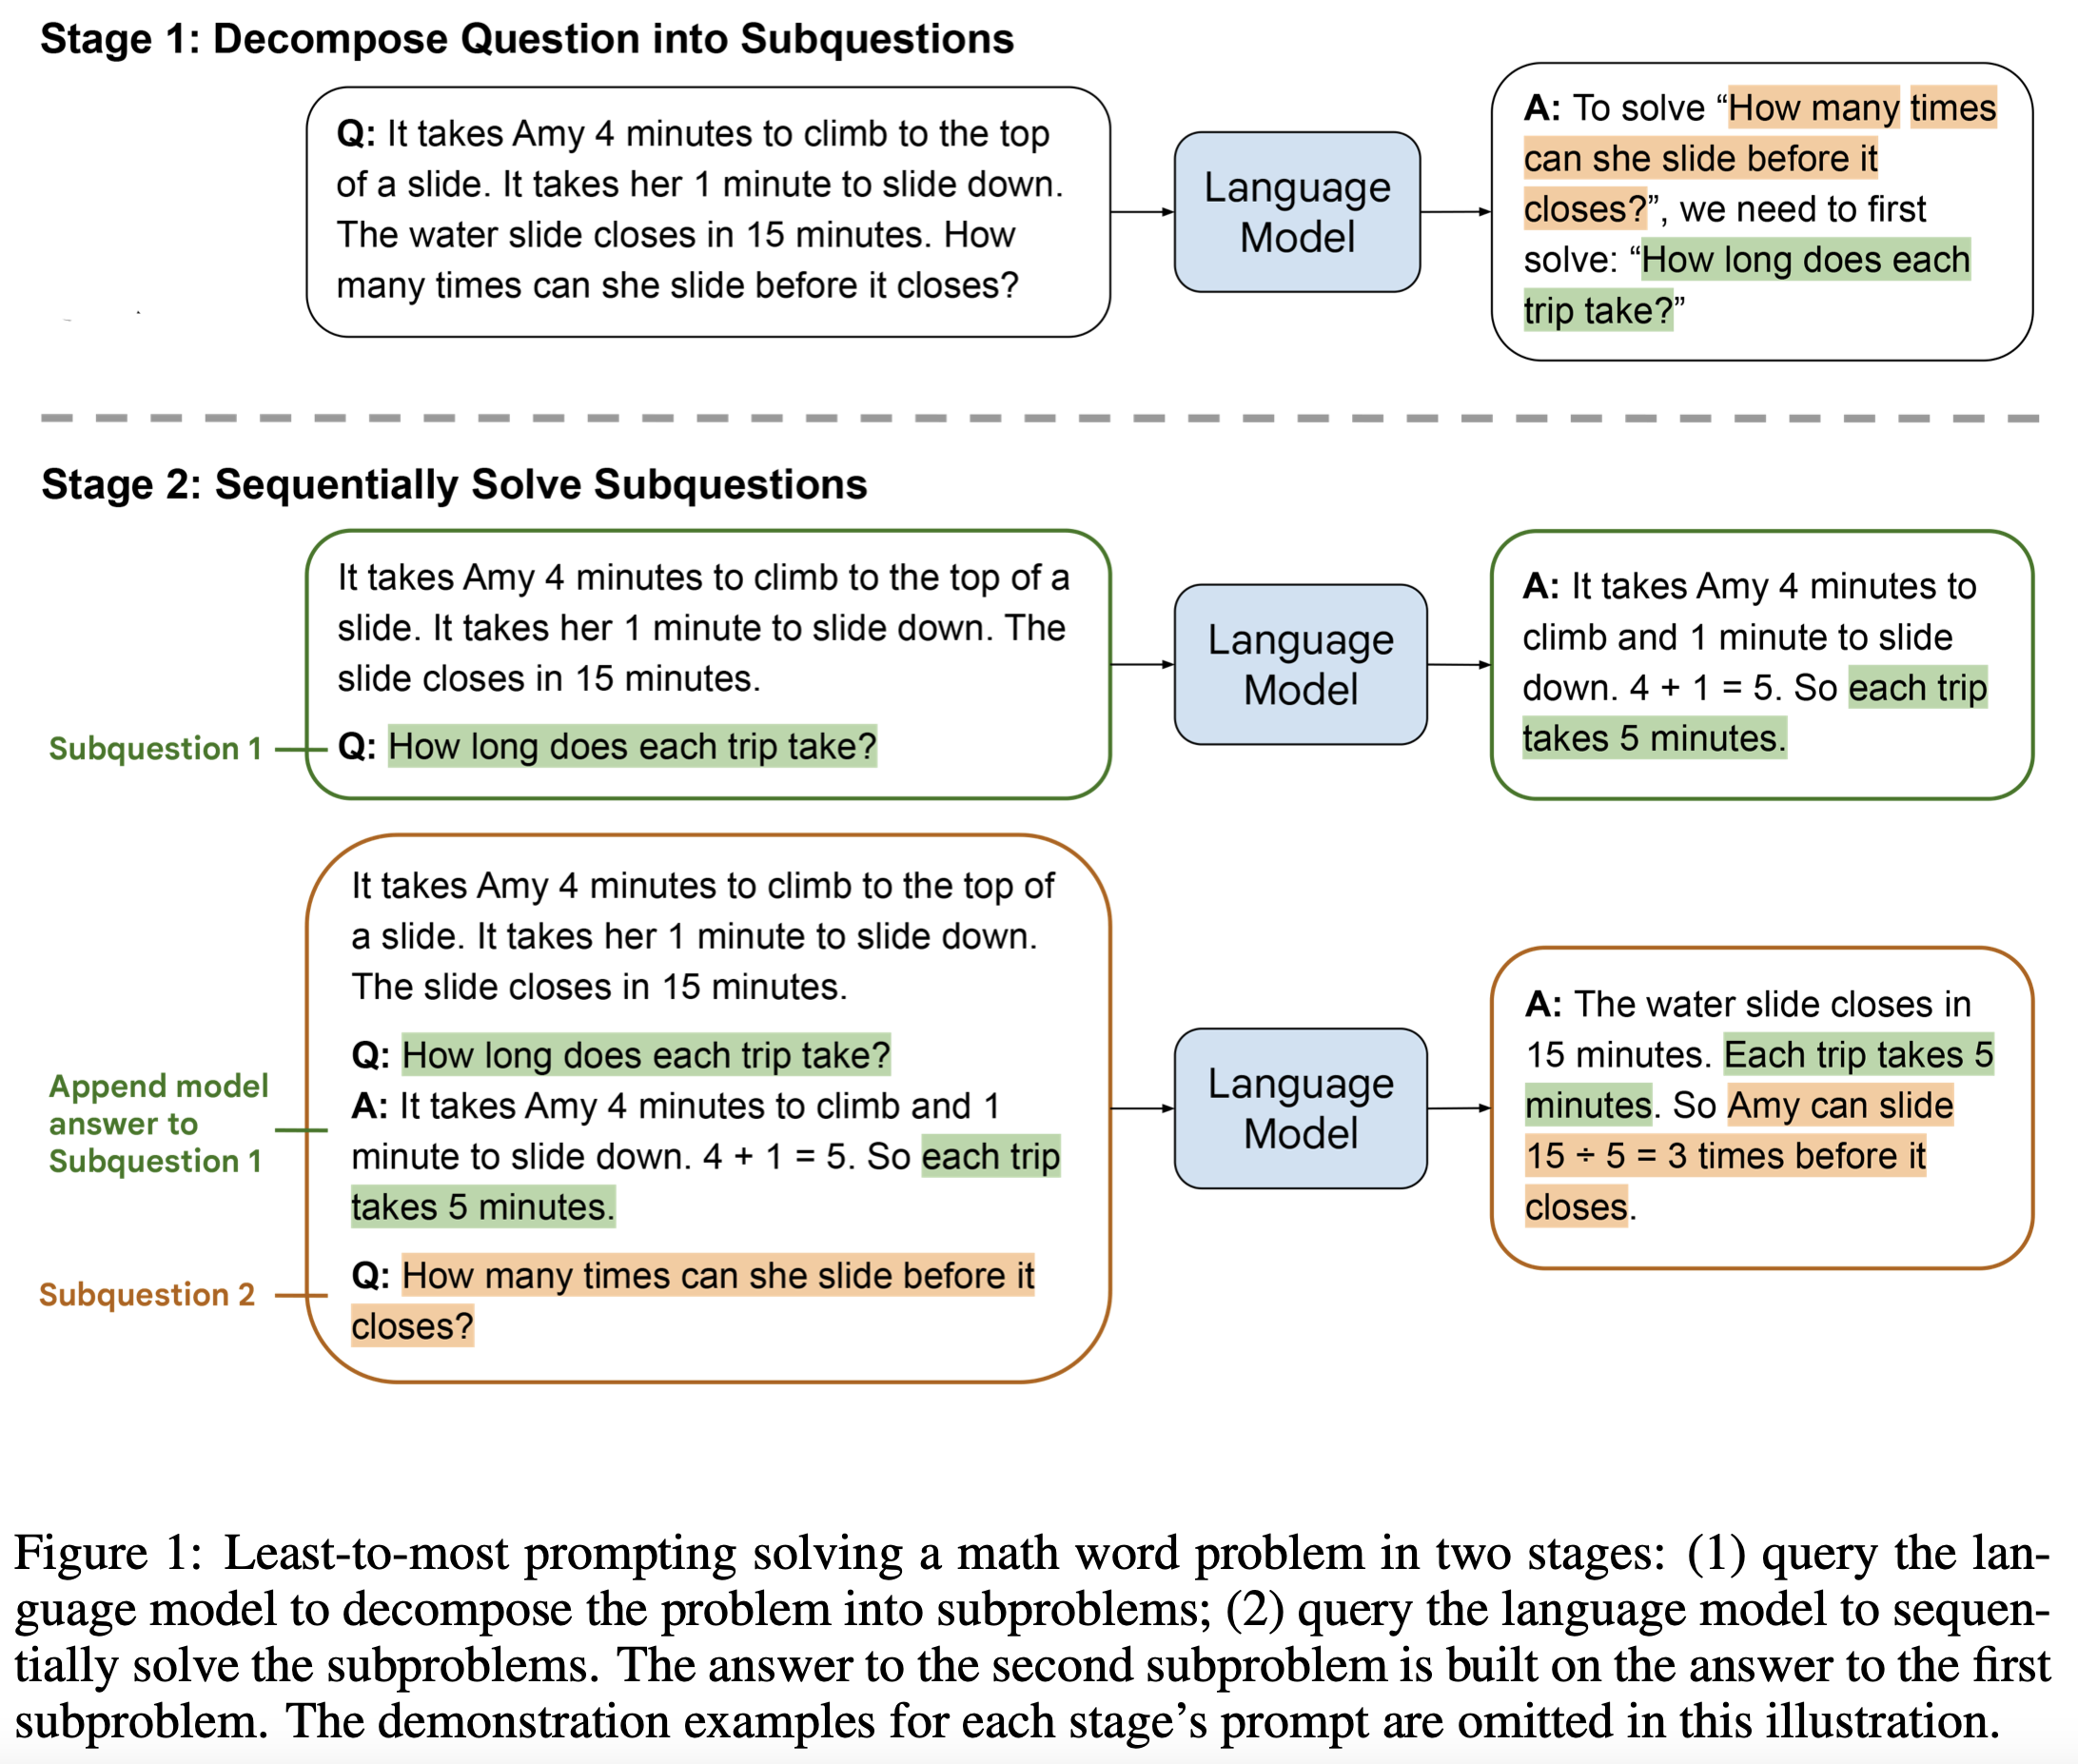 Stage 1: Decompose Question into Subquestions
Q: It takes Amy 4 minutes to climb to the top
of a slide. It takes her 1 minute to slide down.
The water slide closes in 15 minutes. How
many times can she slide before it closes?
Language
Model
A: To solve “How many times
can she slide before it
closes?”, we need to first
solve: “How long does each
trip take?”
Stage 2: Sequentially Solve Subquestions
It takes Amy 4 minutes to climb to the top of a
slide. It takes her 1 minute to slide down. The
slide closes in 15 minutes.
Subquestion 1
Q: How long does each trip take?
Language
Model
A: It takes Amy 4 minutes to
climb and 1 minute to slide
down. 4 + 1 = 5. So each trip
takes 5 minutes.
It takes Amy 4 minutes to climb to the top of
a slide. It takes her 1 minute to slide down.
The slide closes in 15 minutes.
Append model
answer to
Subquestion 1
Q: How long does each trip take?
A: It takes Amy 4 minutes to climb and 1
minute to slide down. 4 + 1 = 5. So each trip
takes 5 minutes.
Subquestion 2
Q: How many times can she slide before it
closes?
Language
Model
A: The water slide closes in
15 minutes. Each trip takes 5
minutes. So Amy can slide
15 ÷ 5 = 3 times before it
closes.
Figure 1: Least-to-most prompting solving a math word problem in two stages: (1) query the lan-
guage model to decompose the problem into subproblems; (2) query the language model to sequen-
tially solve the subproblems. The answer to the second subproblem is built on the answer to the first
subproblem. The demonstration examples for each stage’s prompt are omitted in this illustration.